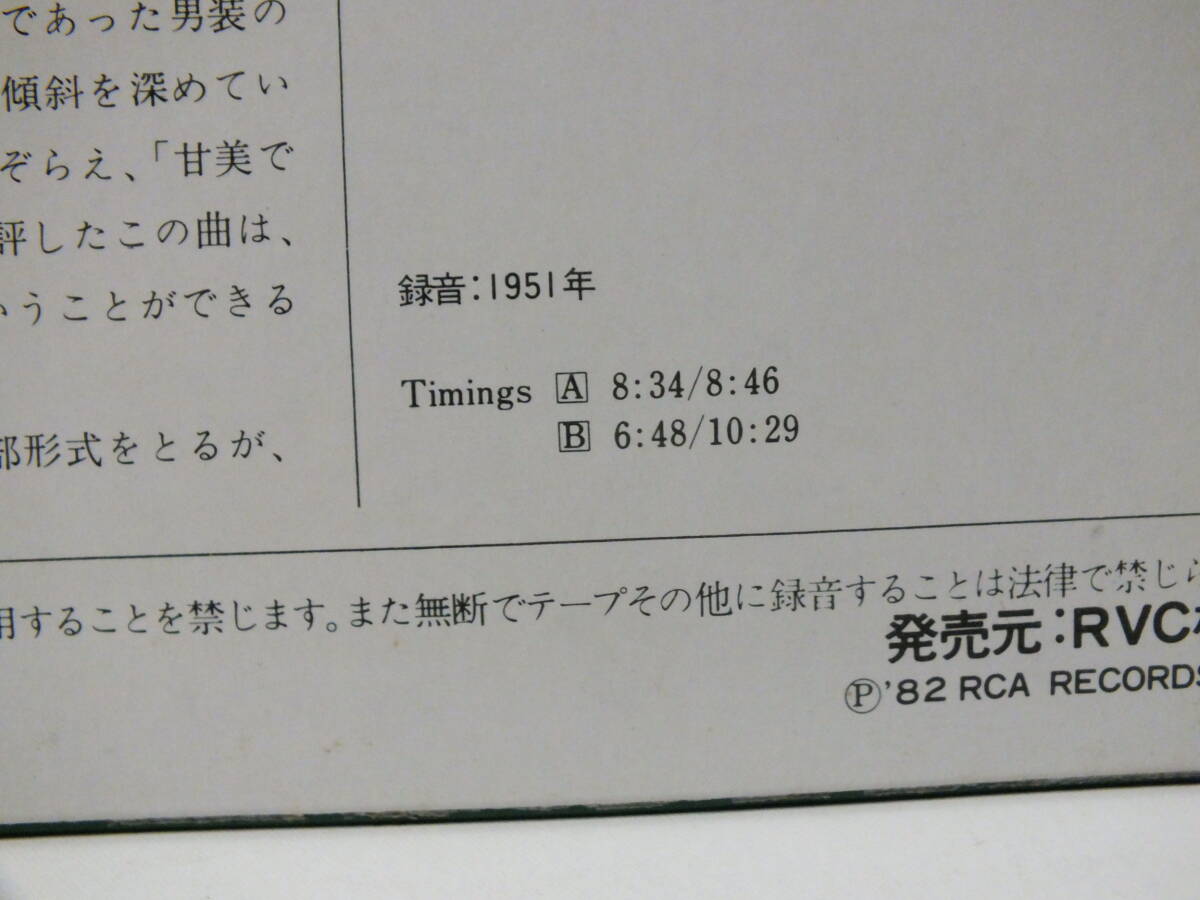 であった男装の
傾斜を深めてい
ぞらえ、「甘美で
評したこの曲は、
いうことができる
部形式をとるが、
録音：1951年
Timings A 8:34/8:46
B 6:48/10:29
用することを禁じます。また無断でテープその他に録音することは法律で禁じら
発売元：RVC
Ⓟ'82 RCA RECORDS